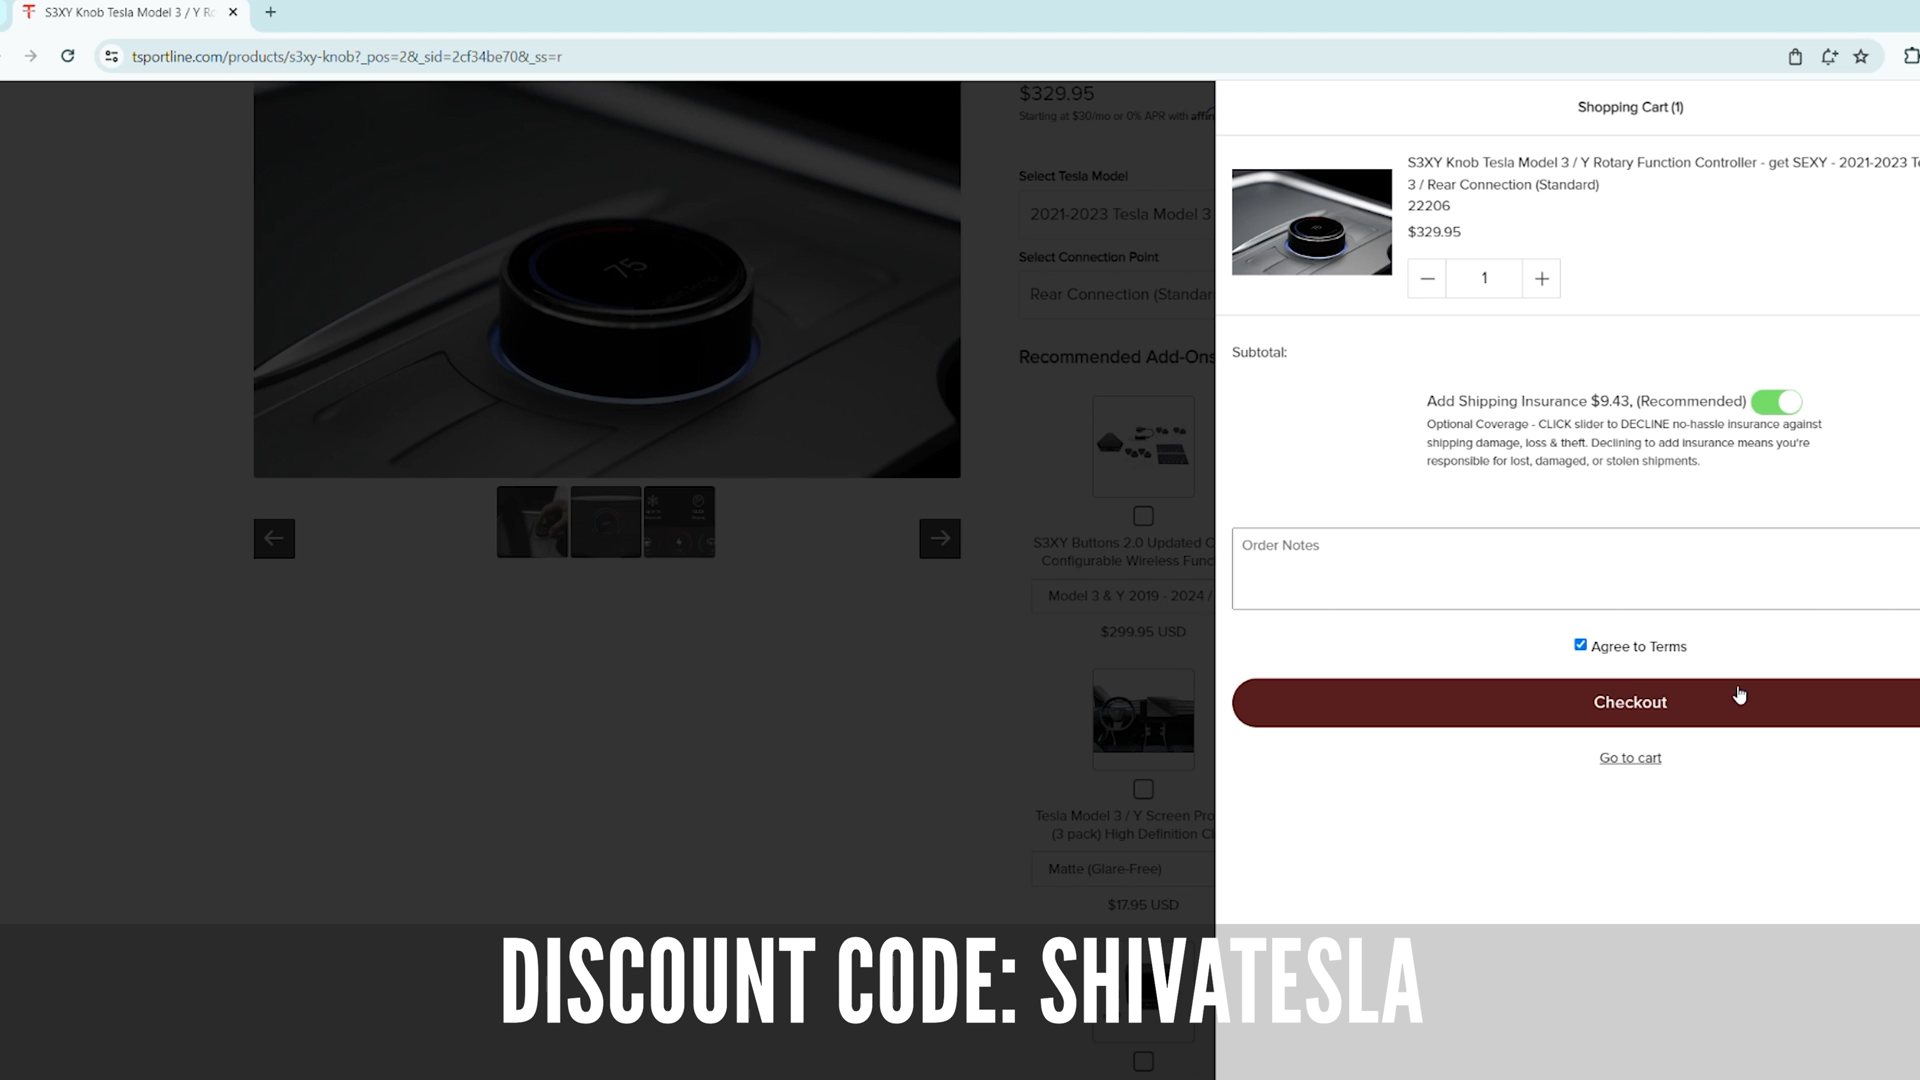 S3XY Knob Tesla Model 3 / Y Ro
tsportline.com/products/s3xy-knob?_pos=2&_sid=2cf34be70&_ss=r
$329.95
Starting at $30/mo or 0% APR with affir
Select Tesla Model
2021-2023 Tesla Model 3
Select Connection Point
Rear Connection (Standar
Recommended Add-Ons
75
S3XY Buttons 2.0 Updated C
Configurable Wireless Func
Model 3 & Y 2019 - 2024 /
$299.95 USD
Tesla Model 3 / Y Screen Pro
(3 pack) High Definition Cl
Matte (Glare-Free)
$17.95 USD
Shopping Cart (1)
S3XY Knob Tesla Model 3 / Y Rotary Function Controller - get SEXY - 2021-2023 Te
3 / Rear Connection (Standard)
22206
$329.95
1
Subtotal:
Add Shipping Insurance $9.43, (Recommended)
Optional Coverage - CLICK slider to DECLINE no-hassle insurance against
shipping damage, loss & theft. Declining to add insurance means you're
responsible for lost, damaged, or stolen shipments.
Order Notes
Agree to Terms
Checkout
Go to cart
DISCOUNT CODE: SHIVATESLA